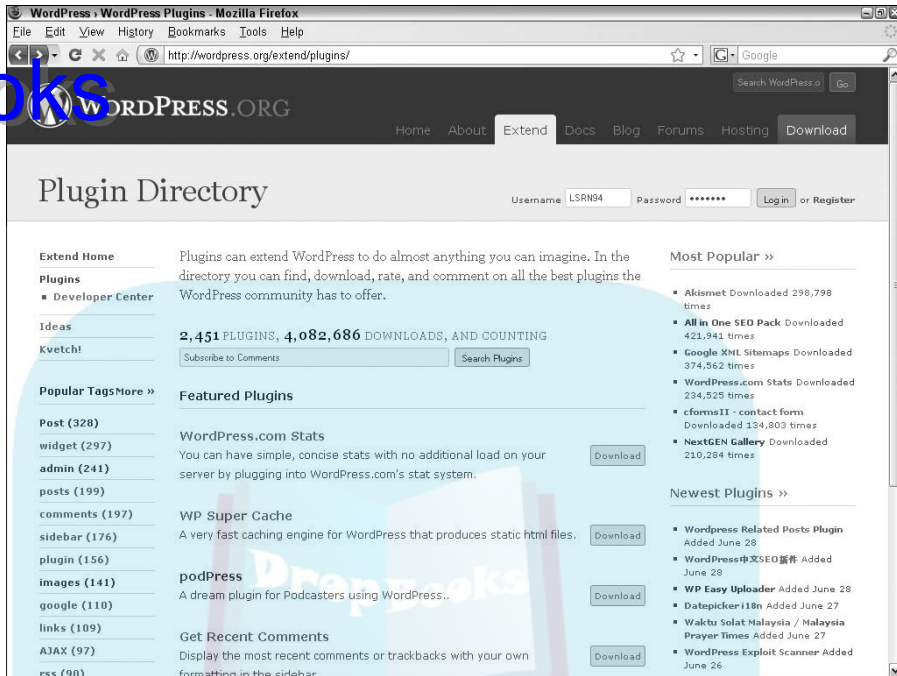 WordPress › WordPress Plugins - Mozilla Firefox
File Edit View History Bookmarks Tools Help
http://wordpress.org/extend/plugins/
Google
ooks
WORDPRESS.ORG
Search WordPress.o
Go
Home About Extend Docs Blog Forums Hosting Download
Plugin Directory
Username LSRN94 Password ••••••• Log in or Register
Extend Home
Plugins
Developer Center
Ideas
Kvetch!
Popular Tags More »
Post (328)
widget (297)
admin (241)
posts (199)
comments (197)
sidebar (176)
plugin (156)
images (141)
google (110)
links (109)
AJAX (97)
rss (90)
Plugins can extend WordPress to do almost anything you can imagine. In the
directory you can find, download, rate, and comment on all the best plugins the
WordPress community has to offer.
2,451 PLUGINS, 4,082,686 DOWNLOADS, AND COUNTING
Subscribe to Comments
Search Plugins
Featured Plugins
WordPress.com Stats
You can have simple, concise stats with no additional load on your
server by plugging into WordPress.com's stat system.
Download
WP Super Cache
A very fast caching engine for WordPress that produces static html files.
Download
podPress
A dream plugin for Podcasters using WordPress..
Download
Get Recent Comments
Display the most recent comments or trackbacks with your own
formatting in the sidebar
Download
DropBooks
Most Popular »
Akismet Downloaded 298,798
times
All in One SEO Pack Downloaded
421,941 times
Google XML Sitemaps Downloaded
374,562 times
WordPress.com Stats Downloaded
234,525 times
cformsII - contact form
Downloaded 134,803 times
NextGEN Gallery Downloaded
210,284 times
Newest Plugins »
Wordpress Related Posts Plugin
Added June 28
WordPress中文SEO插件 Added
June 28
WP Easy Uploader Added June 28
Datepicker i18n Added June 27
Waktu Solat Malaysia / Malaysia
Prayer Times Added June 27
WordPress Exploit Scanner Added
June 26